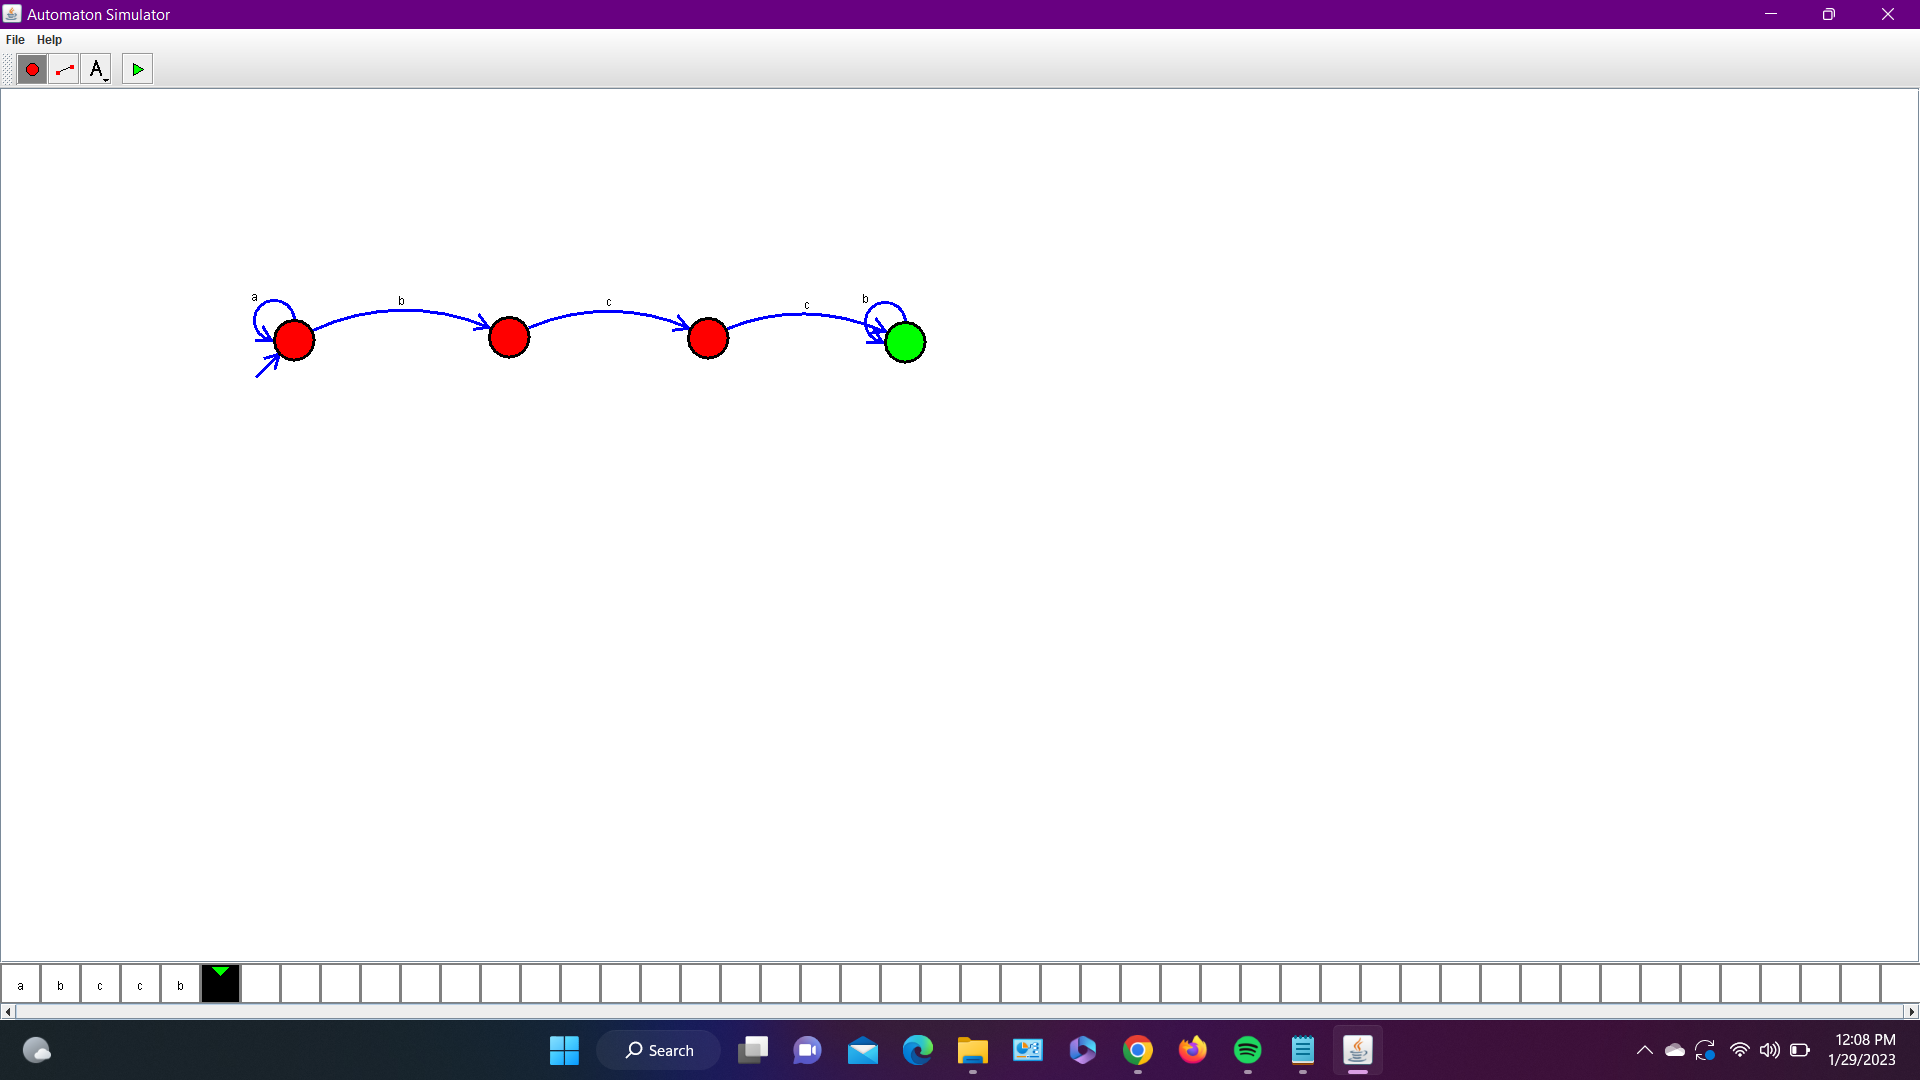 Automaton Simulator
File Help
A
a b c c b
a b c c b
Search
12:08 PM
1/29/2023